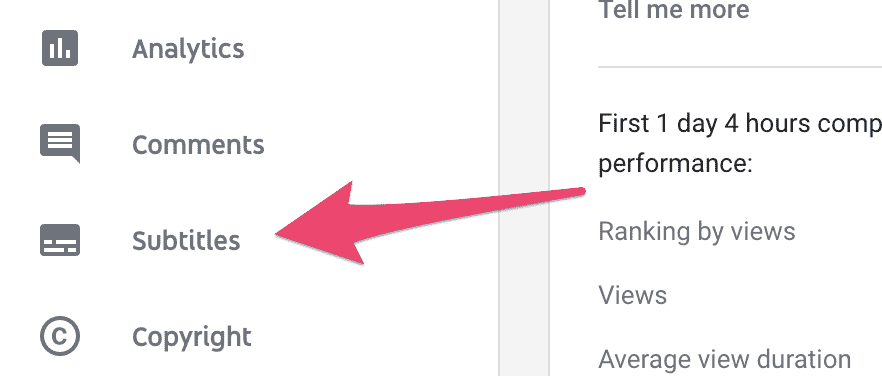 Analytics
Comments
Subtitles
Copyright
Tell me more
First 1 day 4 hours
performance:
Ranking by views
Views
Average view duration